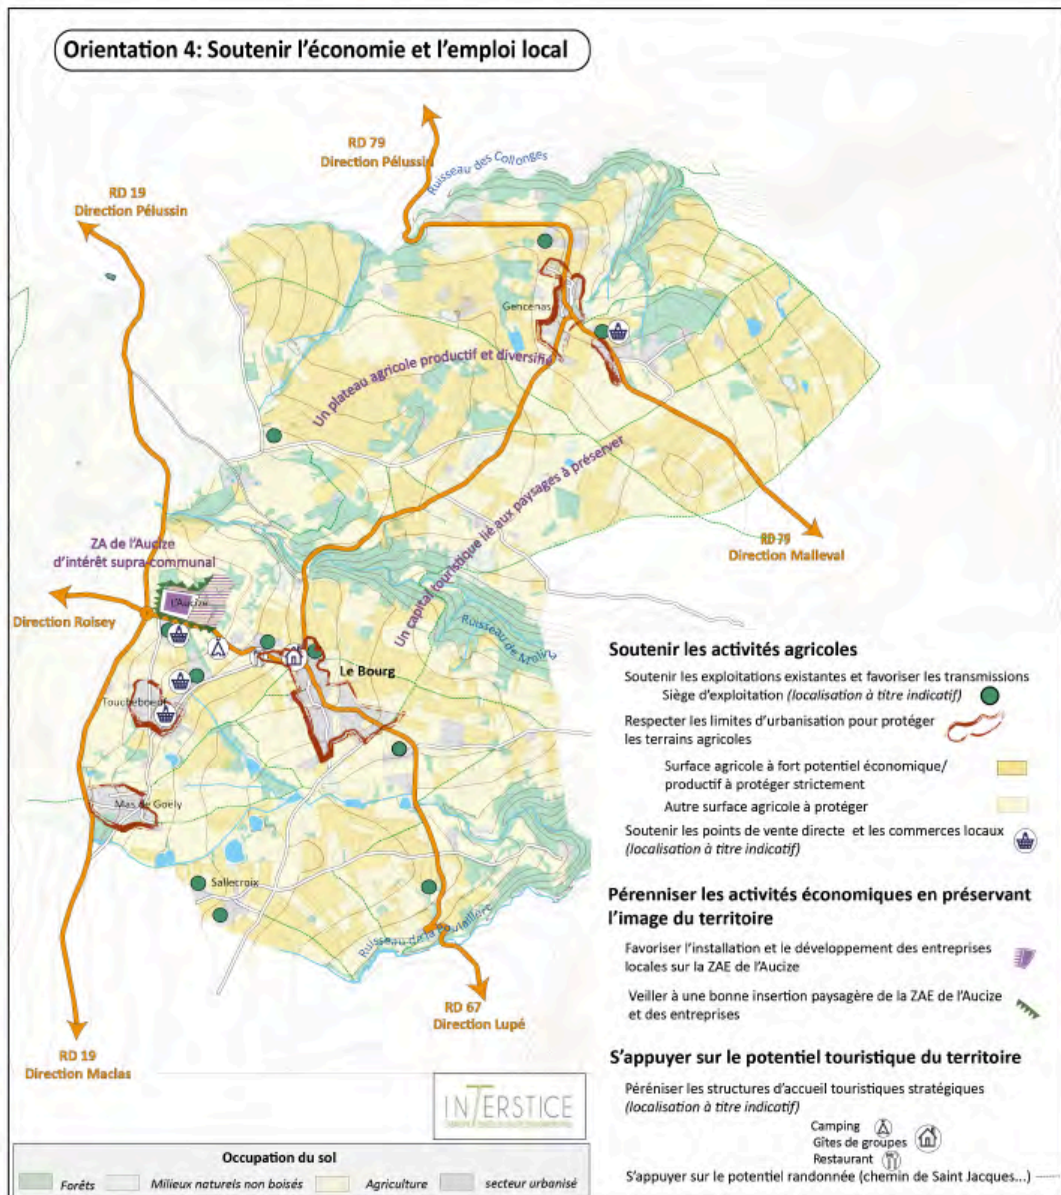 Orientation 4: Soutenir l'économie et l'emploi local
RD 79
Direction Pélussin
Ruisseau des Collonges
RD 19
Direction Pélussin
Gencenas
Un plateau agricole productif et diversifié
Un capital touristique lié aux paysages à préserver
RD 79
Direction Malleval
ZA de l'Aucize
d'intérêt supra-communal
L'Aucize
Direction Roisey
Ruisseau de Molina
Le Bourg
Toucheboeuf
Mas de Goely
Sallecroix
Ruisseau de la Poulaillère
RD 67
Direction Lupé
RD 19
Direction Maclas
Soutenir les activités agricoles
Soutenir les exploitations existantes et favoriser les transmissions
Siège d'exploitation (localisation à titre indicatif)
Respecter les limites d'urbanisation pour protéger
les terrains agricoles
Surface agricole à fort potentiel économique/
productif à protéger strictement
Autre surface agricole à protéger
Soutenir les points de vente directe et les commerces locaux
(localisation à titre indicatif)
Pérenniser les activités économiques en préservant
l'image du territoire
Favoriser l'installation et le développement des entreprises
locales sur la ZAE de l'Aucize
Veiller à une bonne insertion paysagère de la ZAE de l'Aucize
et des entreprises
S'appuyer sur le potentiel touristique du territoire
Péréniser les structures d'accueil touristiques stratégiques
(localisation à titre indicatif)
Camping
Gîtes de groupes
Restaurant
S'appuyer sur le potentiel randonnée (chemin de Saint Jacques...)
INTERSTICE
Occupation du sol
Forêts
Milieux naturels non boisés
Agriculture
secteur urbanisé